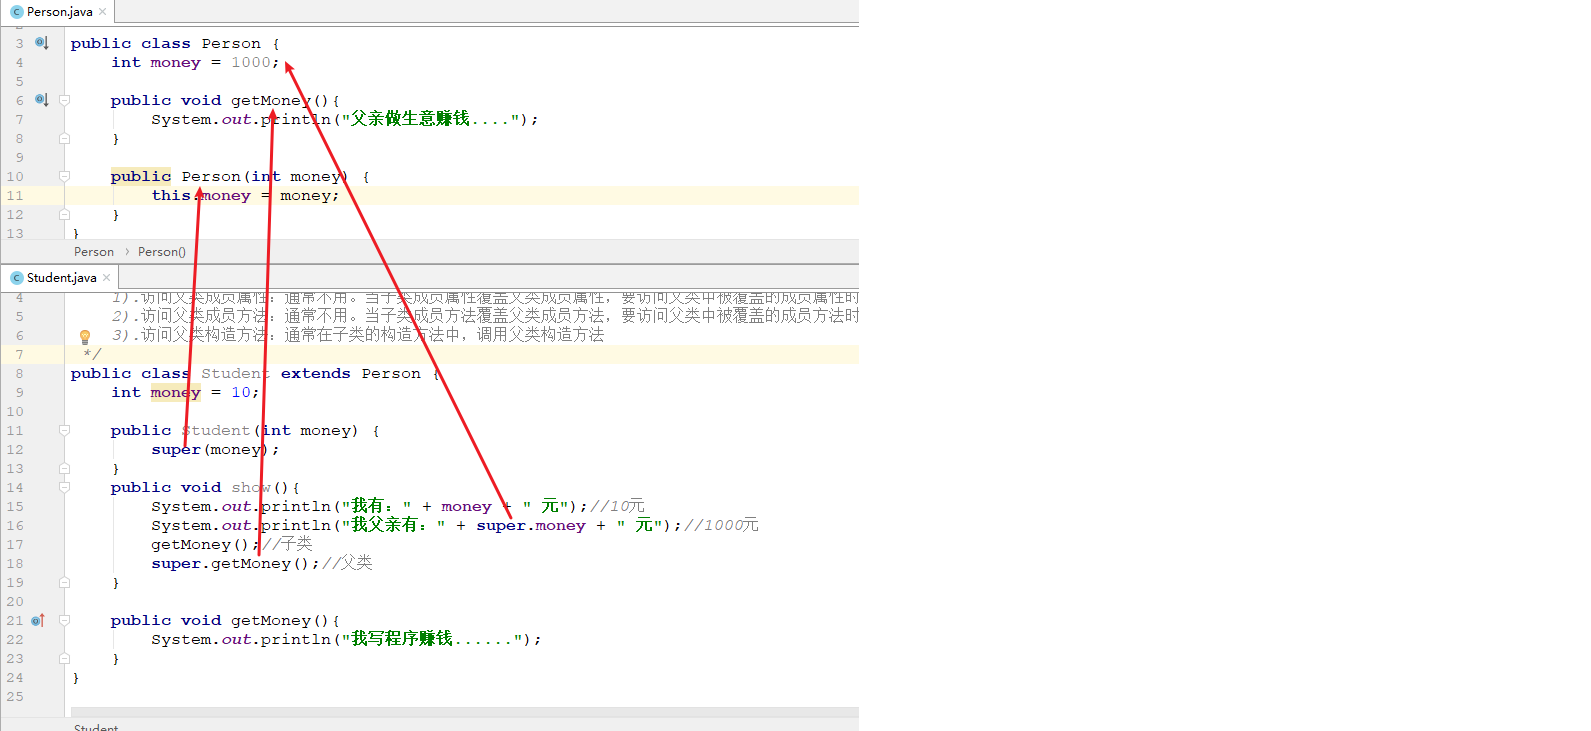 Person.java
3 public class Person {
4 int money = 1000;
5
6 public void getMoney(){
7 System.out.println("父亲做生意赚钱....");
8 }
9
10 public Person(int money) {
11 this.money = money;
12 }
13 }
Person › Person()
Student.java
4 1).访问父类成员属性：通常不用。当子类成员属性覆盖父类成员属性，要访问父类中被覆盖的成员属性时
5 2).访问父类成员方法：通常不用。当子类成员方法覆盖父类成员方法，要访问父类中被覆盖的成员方法时
6 3).访问父类构造方法：通常在子类的构造方法中，调用父类构造方法
7 */
8 public class Student extends Person {
9 int money = 10;
10
11 public Student(int money) {
12 super(money);
13 }
14 public void show(){
15 System.out.println("我有：" + money + " 元");//10元
16 System.out.println("我父亲有：" + super.money + " 元");//1000元
17 getMoney();//子类
18 super.getMoney();//父类
19 }
20
21 public void getMoney(){
22 System.out.println("我写程序赚钱......");
23 }
24 }
25
Student